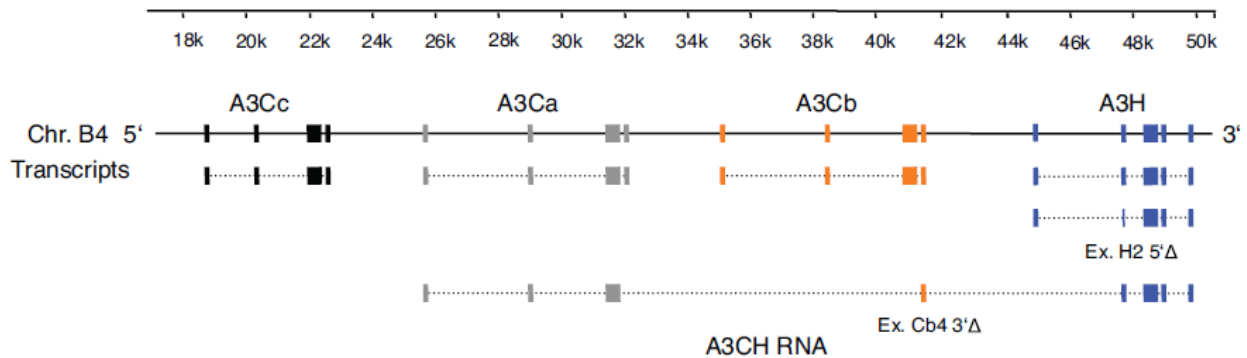 18k 20k 22k 24k 26k 28k 30k 32k 34k 36k 38k 40k 42k 44k 46k 48k 50k
A3Cc A3Ca A3Cb A3H
Chr. B4 5‘ 3‘
Transcripts
Ex. H2 5‘Δ
Ex. Cb4 3‘Δ
A3CH RNA